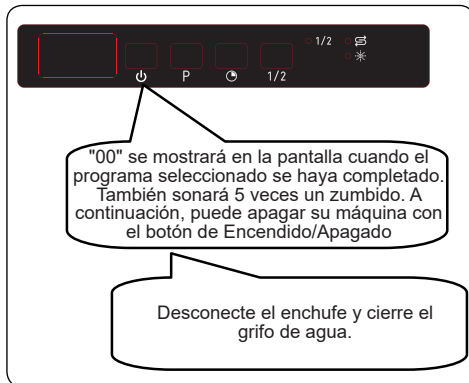 1/2
P
1/2
"00" se mostrará en la pantalla cuando el
programa seleccionado se haya completado.
También sonará 5 veces un zumbido. A
continuación, puede apagar su máquina con
el botón de Encendido/Apagado
Desconecte el enchufe y cierre el
grifo de agua.